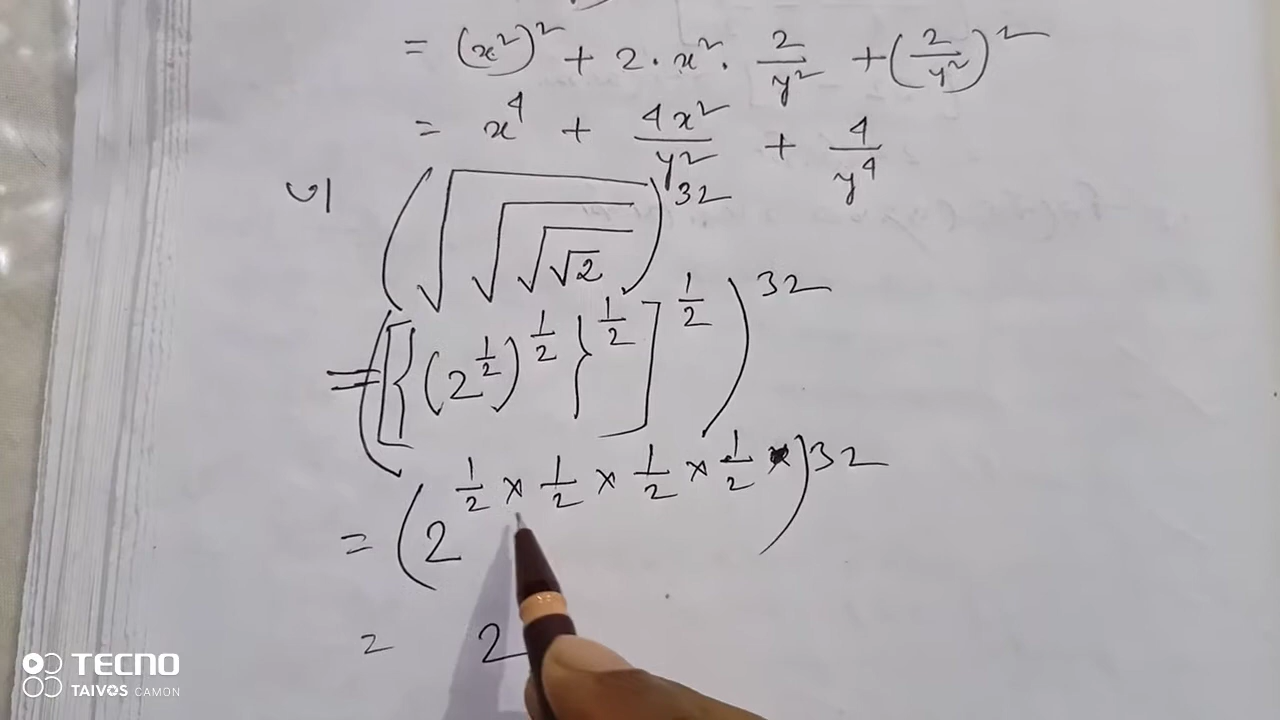 = (x²)² + 2 · x² · 2/y² + (2/y²)²
= x⁴ + 4x²/y² + 4/y⁴
(√√√√2)³²
= ([{(2^½)^½}^½]^½)³²
= (2^½ × ½ × ½ × ½)³²
= 2
TECNO
TAIVOS CAMON